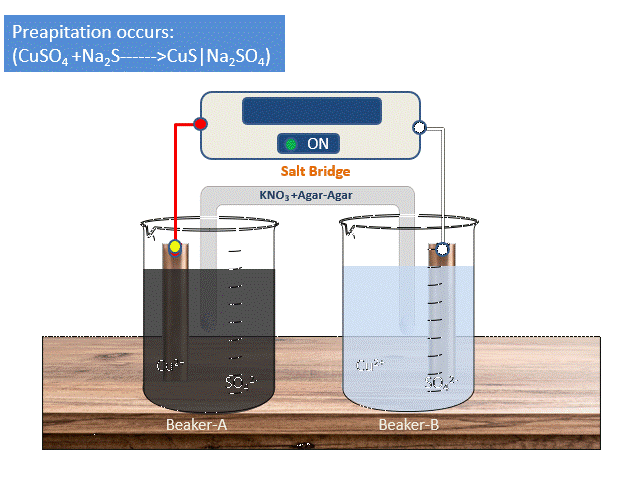 Preapitation occurs:
(CuSO₄ +Na₂S------>CuS|Na₂SO₄)
ON
Salt Bridge
KNO₃ +Agar-Agar
Cu²⁺
SO₄²⁻
Cu²⁺
SO₄²⁻
Beaker-A
Beaker-B